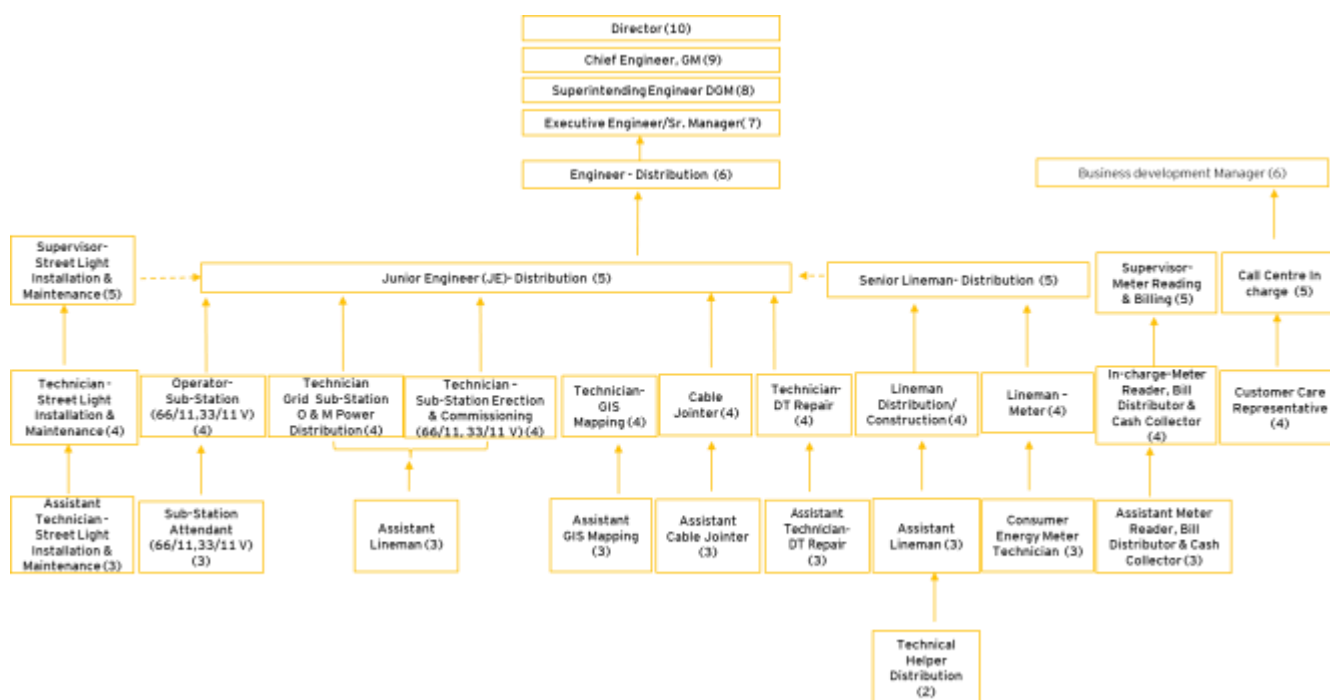 Director (10)
Chief Engineer, GM (9)
Superintending Engineer DGM (8)
Executive Engineer/Sr. Manager( 7)
Engineer - Distribution (6)
Business development Manager (6)
Supervisor-
Street Light
Installation &
Maintenance (5)
Junior Engineer (JE)- Distribution (5)
Senior Lineman- Distribution (5)
Supervisor-
Meter Reading
& Billing (5)
Call Centre In
charge (5)
Technician -
Street Light
Installation &
Maintenance (4)
Operator-
Sub-Station
(66/11,33/11 V)
(4)
Technician
Grid Sub-Station
O & M Power
Distribution (4)
Technician -
Sub-Station Erection
& Commissioning
(66/11, 33/11 V) (4)
Technician-
GIS
Mapping (4)
Cable
Jointer (4)
Technician-
DT Repair
(4)
Lineman
Distribution/
Construction (4)
Lineman -
Meter (4)
In-charge-Meter
Reader, Bill
Distributor &
Cash Collector
(4)
Customer Care
Representative
(4)
Assistant
Technician -
Street Light
Installation &
Maintenance (3)
Sub-Station
Attendant
(66/11,33/11 V)
(3)
Assistant
Lineman (3)
Assistant
GIS Mapping
(3)
Assistant
Cable Jointer
(3)
Assistant
Technician-
DT Repair
(3)
Assistant
Lineman (3)
Consumer
Energy Meter
Technician (3)
Assistant Meter
Reader, Bill
Distributor & Cash
Collector (3)
Technical
Helper
Distribution
(2)